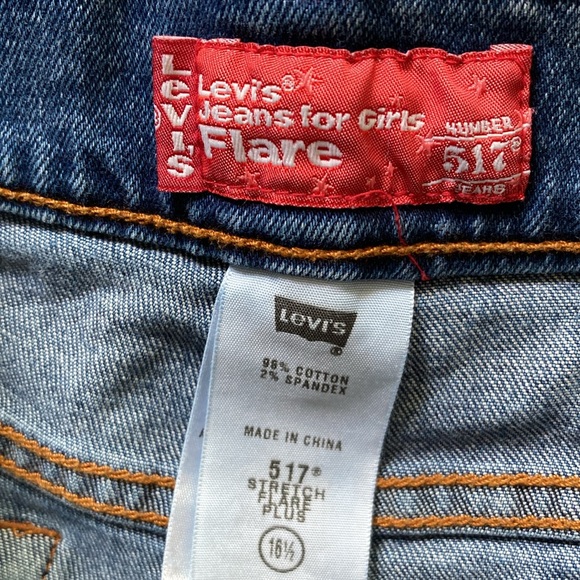 Levi's
Levi's®
Jeans for Girls
Flare
NUMBER
517®
JEANS
Levi's
®
98% COTTON
2% SPANDEX
MADE IN CHINA
517®
STRETCH
FLARE
PLUS
16½